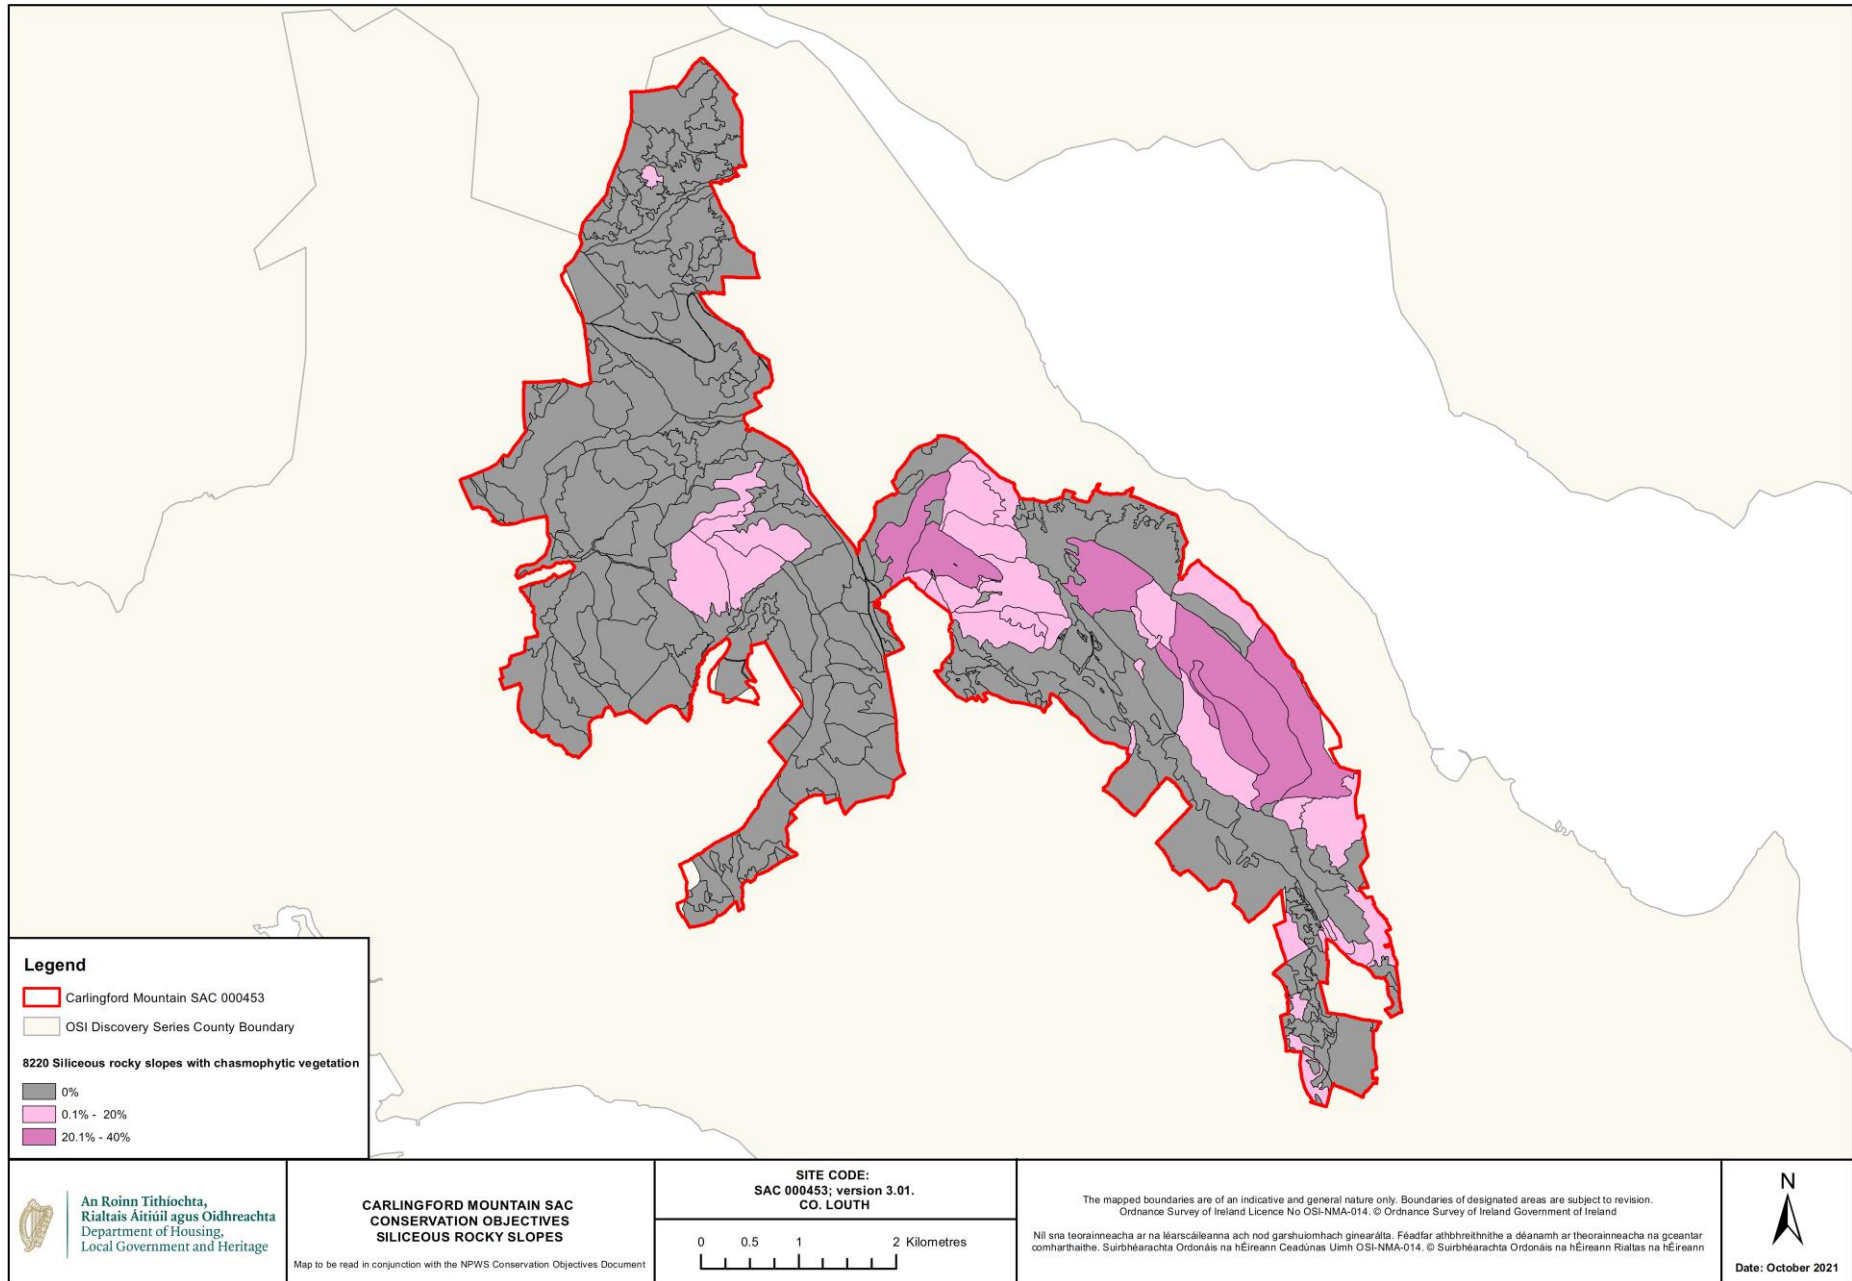 Legend
Carlingford Mountain SAC 000453
OSI Discovery Series County Boundary
8220 Siliceous rocky slopes with chasmophytic vegetation
0%
0.1% - 20%
20.1% - 40%
An Roinn Tithíochta,
Rialtais Áitiúil agus Oidhreachta
Department of Housing,
Local Government and Heritage
CARLINGFORD MOUNTAIN SAC
CONSERVATION OBJECTIVES
SILICEOUS ROCKY SLOPES
Map to be read in conjunction with the NPWS Conservation Objectives Document
SITE CODE:
SAC 000453; version 3.01.
CO. LOUTH
0 0.5 1 2 Kilometres
The mapped boundaries are of an indicative and general nature only. Boundaries of designated areas are subject to revision.
Ordnance Survey of Ireland Licence No OSI-NMA-014. © Ordnance Survey of Ireland Government of Ireland
Níl sna teorainneacha ar na léarscáileanna ach nod garshuiomhach ginearálta. Féadfar athbhreithnithe a déanamh ar theorainneacha na gceantar
comharthaithe. Suirbhéarachta Ordonáis na hÉireann Ceadúnas Uimh OSI-NMA-014. © Suirbhéarachta Ordonáis na hÉireann Rialtas na hÉireann
N
Date: October 2021